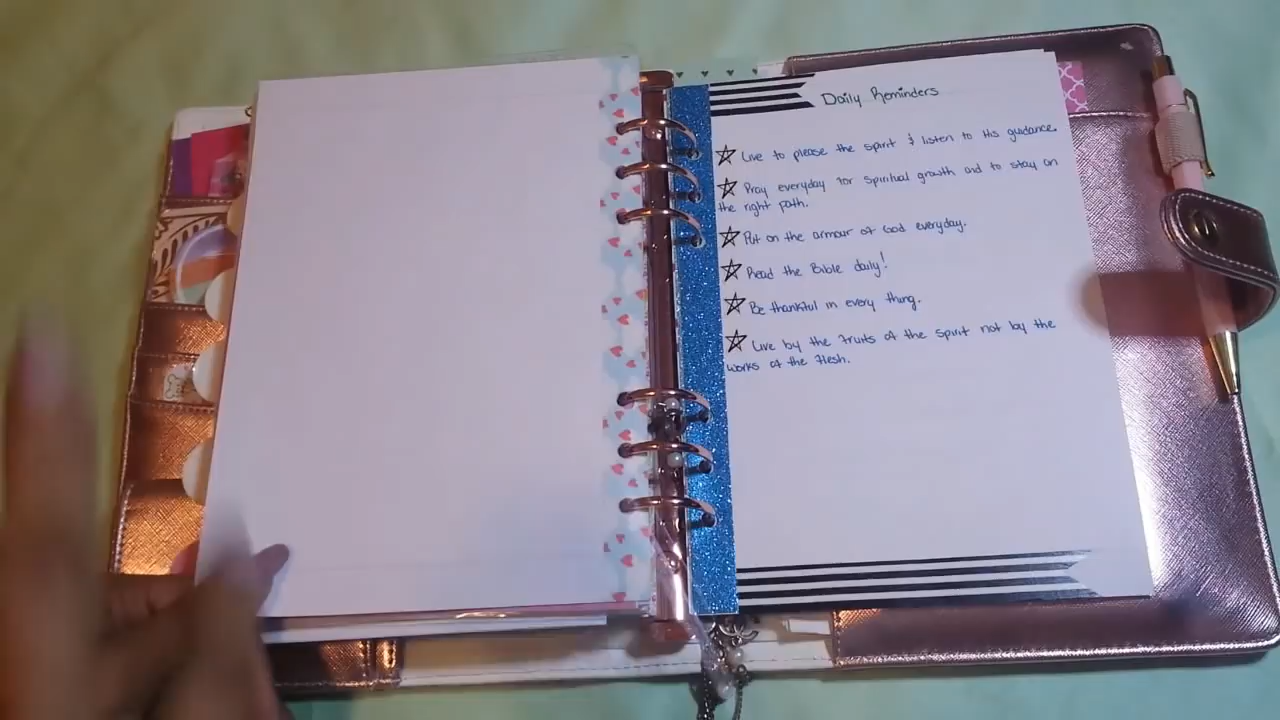 Daily Reminders
Live to please the spirit & listen to His guidance.
Pray everyday for spiritual growth and to stay on
the right path.
Put on the armour of God everyday.
Read the Bible daily!
Be thankful in every thing.
Live by the fruits of the spirit not by the
works of the flesh.